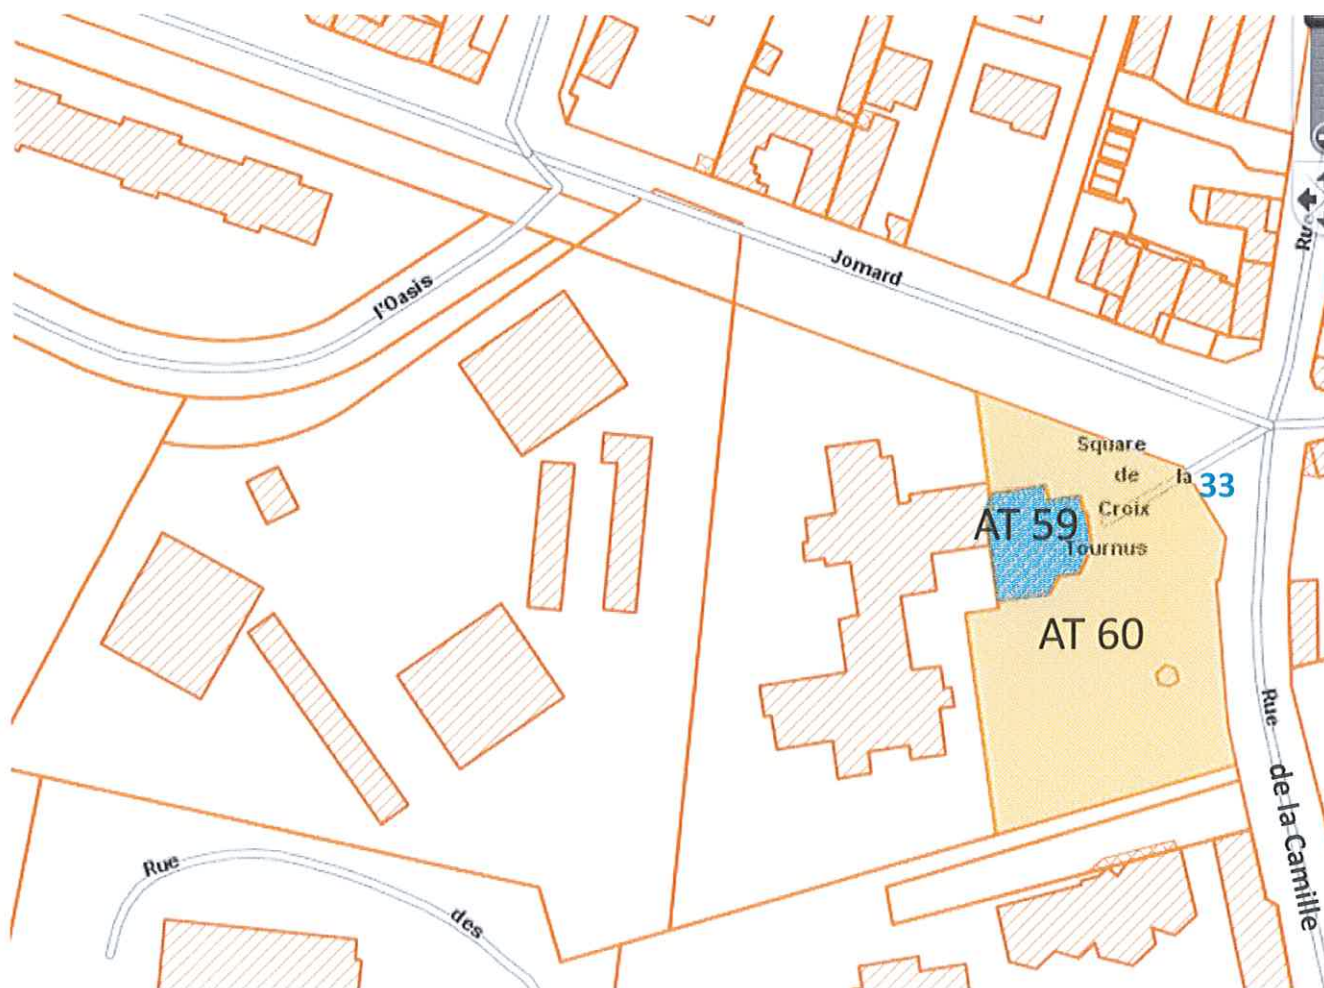 Rue
Jomard
l'Oasis
Square
de
la
33
Croix
AT 59
Tournus
AT 60
Rue
de la Camille
Rue
des